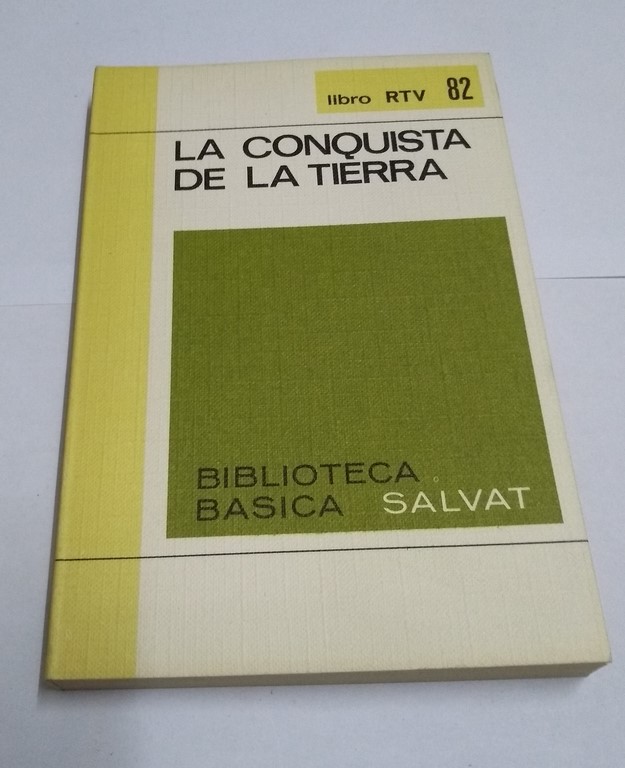 libro RTV 82
LA CONQUISTA
DE LA TIERRA
BIBLIOTECA
BASICA SALVAT